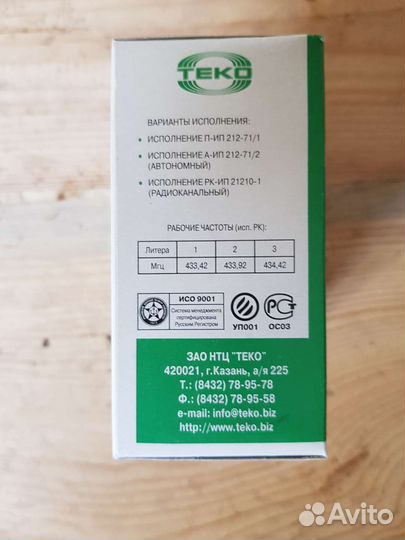 ТЕКО
ВАРИАНТЫ ИСПОЛНЕНИЯ:
ИСПОЛНЕНИЕ П-ИП 212-71/1
ИСПОЛНЕНИЕ А-ИП 212-71/2
(АВТОНОМНЫЙ)
ИСПОЛНЕНИЕ РК-ИП 21210-1
(РАДИОКАНАЛЬНЫЙ)
РАБОЧИЕ ЧАСТОТЫ (исп. РК):
Литера 1 2 3
Мгц 433,42 433,92 434,42
ИСО 9001
Система менеджмента
сертифицирована
Русским Регистром
УП001
ОС03
ЗАО НТЦ "ТЕКО"
420021, г.Казань, а/я 225
Т.: (8432) 78-95-78
Ф.: (8432) 78-95-58
e-mail: info@teko.biz
http://www.teko.biz
Avito